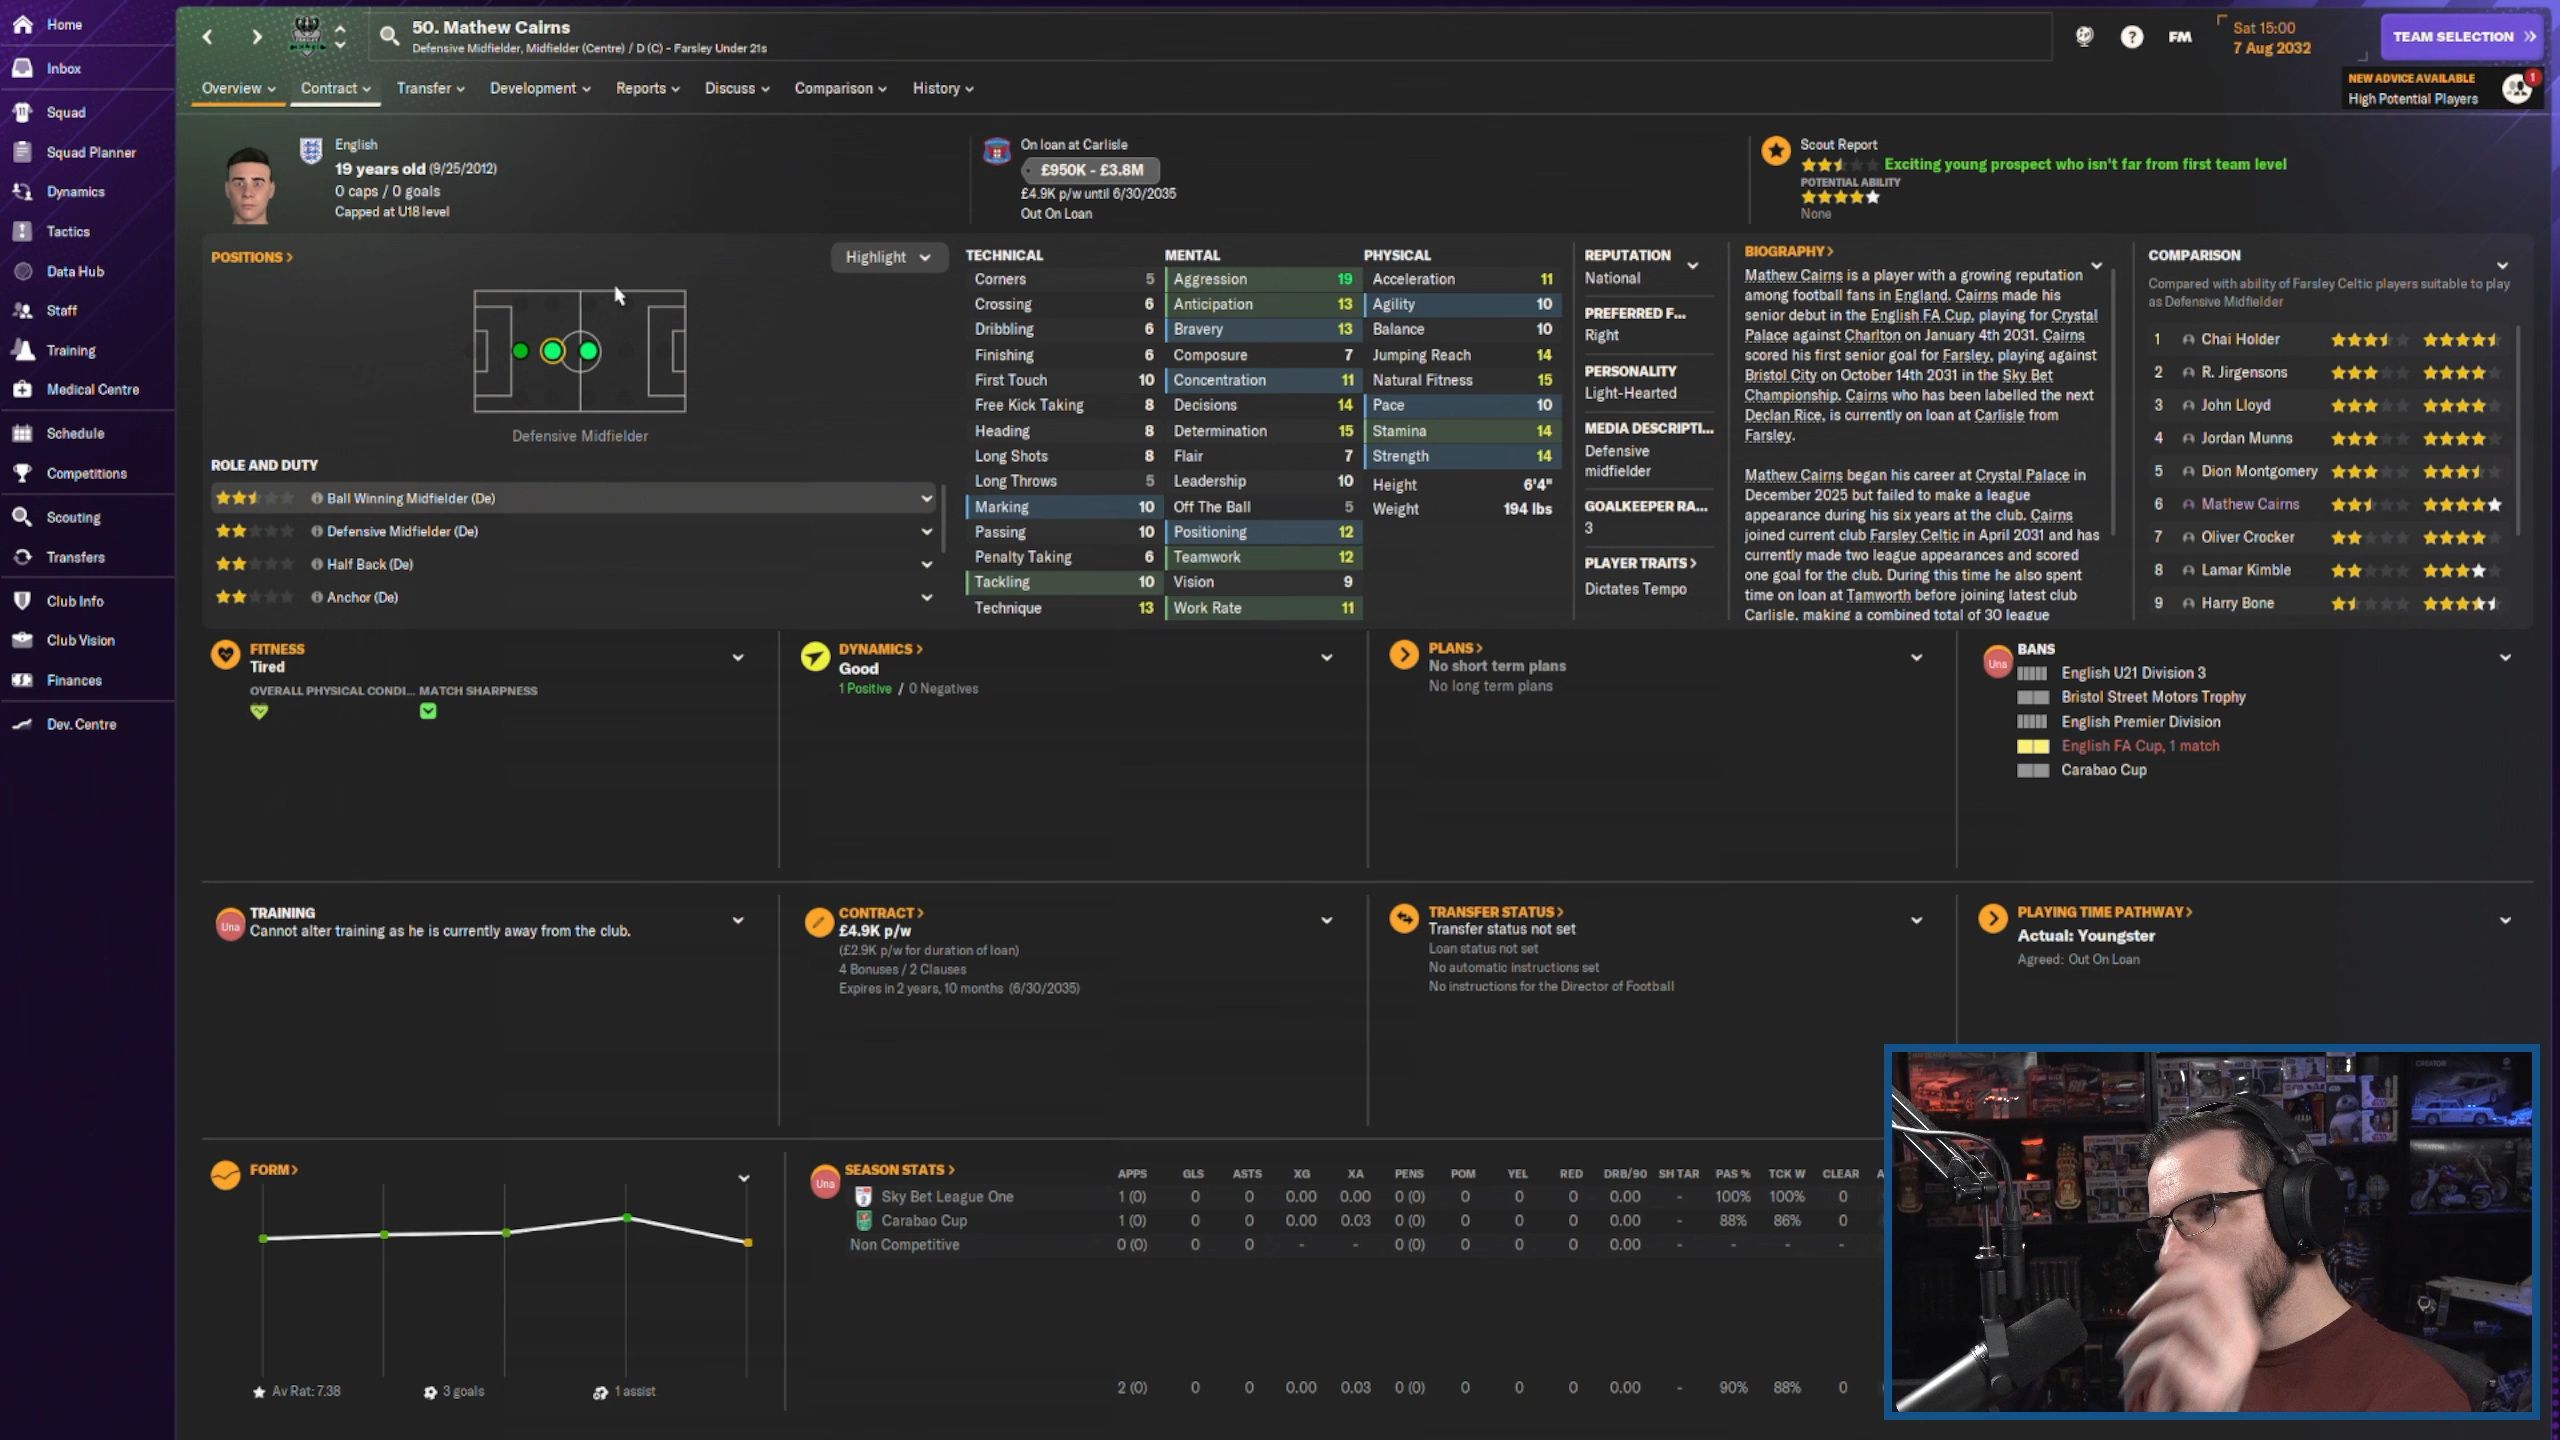 Home
Inbox
Squad
Squad Planner
Dynamics
Tactics
Data Hub
Staff
Training
Medical Centre
Schedule
Competitions
Scouting
Transfers
Club Info
Club Vision
Finances
Dev. Centre
50. Mathew Cairns
Defensive Midfielder, Midfielder (Centre) / D (C) - Farsley Under 21s
FM
Sat 15:00
7 Aug 2032
TEAM SELECTION
Overview
Contract
Transfer
Development
Reports
Discuss
Comparison
History
NEW ADVICE AVAILABLE
High Potential Players
1
English
19 years old (9/25/2012)
0 caps / 0 goals
Capped at U18 level
On loan at Carlisle
£950K - £3.8M
£4.9K p/w until 6/30/2035
Out On Loan
Scout Report
Exciting young prospect who isn't far from first team level
POTENTIAL ABILITY
None
POSITIONS >
Highlight
Defensive Midfielder
ROLE AND DUTY
Ball Winning Midfielder (De)
Defensive Midfielder (De)
Half Back (De)
Anchor (De)
TECHNICAL
Corners 5
Crossing 6
Dribbling 6
Finishing 6
First Touch 10
Free Kick Taking 8
Heading 8
Long Shots 8
Long Throws 5
Marking 10
Passing 10
Penalty Taking 6
Tackling 10
Technique 13
MENTAL
Aggression 19
Anticipation 13
Bravery 13
Composure 7
Concentration 11
Decisions 14
Determination 15
Flair 7
Leadership 10
Off The Ball 5
Positioning 12
Teamwork 12
Vision 9
Work Rate 11
PHYSICAL
Acceleration 11
Agility 10
Balance 10
Jumping Reach 14
Natural Fitness 15
Pace 10
Stamina 14
Strength 14
Height 6'4"
Weight 194 lbs
REPUTATION
National
PREFERRED F...
Right
PERSONALITY
Light-Hearted
MEDIA DESCRIPTI...
Defensive
midfielder
GOALKEEPER RA...
3
PLAYER TRAITS >
Dictates Tempo
BIOGRAPHY >
Mathew Cairns is a player with a growing reputation
among football fans in England. Cairns made his
senior debut in the English FA Cup, playing for Crystal
Palace against Charlton on January 4th 2031. Cairns
scored his first senior goal for Farsley, playing against
Bristol City on October 14th 2031 in the Sky Bet
Championship. Cairns who has been labelled the next
Declan Rice, is currently on loan at Carlisle from
Farsley.
Mathew Cairns began his career at Crystal Palace in
December 2025 but failed to make a league
appearance during his six years at the club. Cairns
joined current club Farsley Celtic in April 2031 and has
currently made two league appearances and scored
one goal for the club. During this time he also spent
time on loan at Tamworth before joining latest club
Carlisle, making a combined total of 30 league
COMPARISON
Compared with ability of Farsley Celtic players suitable to play
as Defensive Midfielder
1 Chai Holder
2 R. Jirgensons
3 John Lloyd
4 Jordan Munns
5 Dion Montgomery
6 Mathew Cairns
7 Oliver Crocker
8 Lamar Kimble
9 Harry Bone
FITNESS
Tired
OVERALL PHYSICAL CONDI... MATCH SHARPNESS
DYNAMICS >
Good
1 Positive / 0 Negatives
PLANS >
No short term plans
No long term plans
Una
BANS
English U21 Division 3
Bristol Street Motors Trophy
English Premier Division
English FA Cup, 1 match
Carabao Cup
Una
TRAINING
Cannot alter training as he is currently away from the club.
CONTRACT >
£4.9K p/w
(£2.9K p/w for duration of loan)
4 Bonuses / 2 Clauses
Expires in 2 years, 10 months (6/30/2035)
TRANSFER STATUS >
Transfer status not set
Loan status not set
No automatic instructions set
No instructions for the Director of Football
PLAYING TIME PATHWAY >
Actual: Youngster
Agreed: Out On Loan
FORM >
Av Rat: 7.38
3 goals
1 assist
Una
SEASON STATS > APPS GLS ASTS XG XA PENS POM YEL RED DRB/90 SH TAR PAS % TCK W CLEAR A
Sky Bet League One 1 (0) 0 0 0.00 0.00 0 (0) 0 0 0 0.00 - 100% 100% 0
Carabao Cup 1 (0) 0 0 0.00 0.03 0 (0) 0 0 0 0.00 - 88% 86% 0
Non Competitive 0 (0) 0 0 - - 0 (0) 0 0 0 0.00 - - - -
2 (0) 0 0 0.00 0.03 0 (0) 0 0 0 0.00 - 90% 88% 0